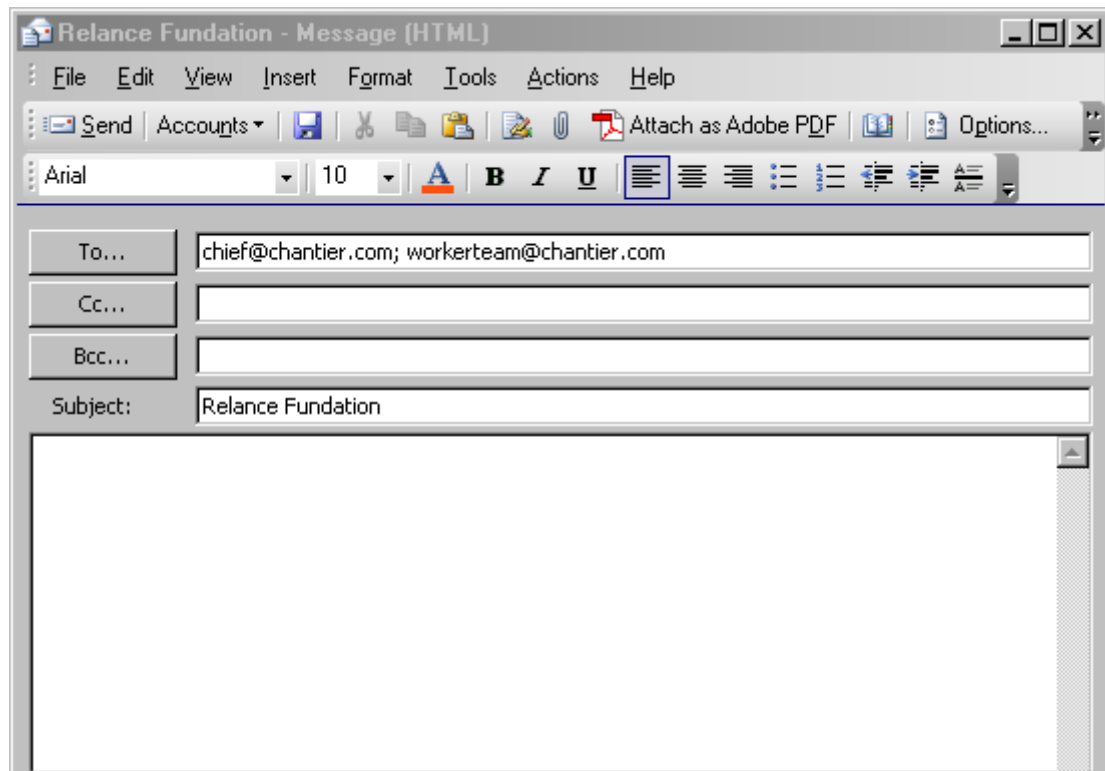 Relance Fundation - Message (HTML)
File Edit View Insert Format Tools Actions Help
Send Accounts Attach as Adobe PDF Options...
Arial 10 A B I U
To... chief@chantier.com; workerteam@chantier.com
Cc...
Bcc...
Subject: Relance Fundation